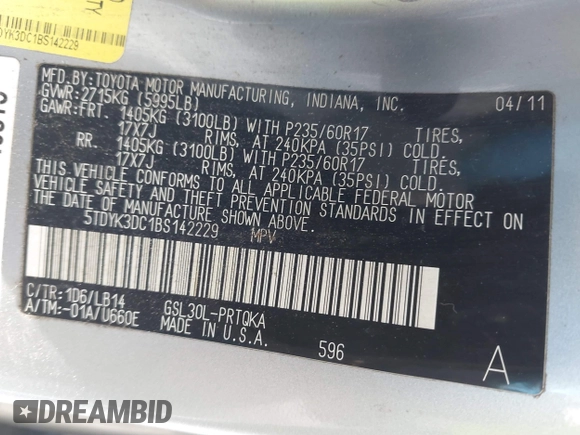 TY
5TDYK3DC1BS142229
MFD.BY:TOYOTA MOTOR MANUFACTURING, INDIANA, INC. 04/11
GVWR: 2715KG (5995LB)
GAWR:FRT. 1405KG (3100LB) WITH P235/60R17 TIRES,
17X7J RIMS, AT 240KPA (35PSI) COLD.
RR. 1405KG (3100LB) WITH P235/60R17 TIRES,
17X7J RIMS, AT 240KPA (35PSI) COLD.
THIS VEHICLE CONFORMS TO ALL APPLICABLE FEDERAL MOTOR
VEHICLE SAFETY AND THEFT PREVENTION STANDARDS IN EFFECT ON
THE DATE OF MANUFACTURE SHOWN ABOVE.
5TDYK3DC1BS142229 MPV
C/TR: 1D6/LB14 GSL30L-PRTQKA
A/TM:-01A/U660E MADE IN U.S.A.
596
A
DREAMBID